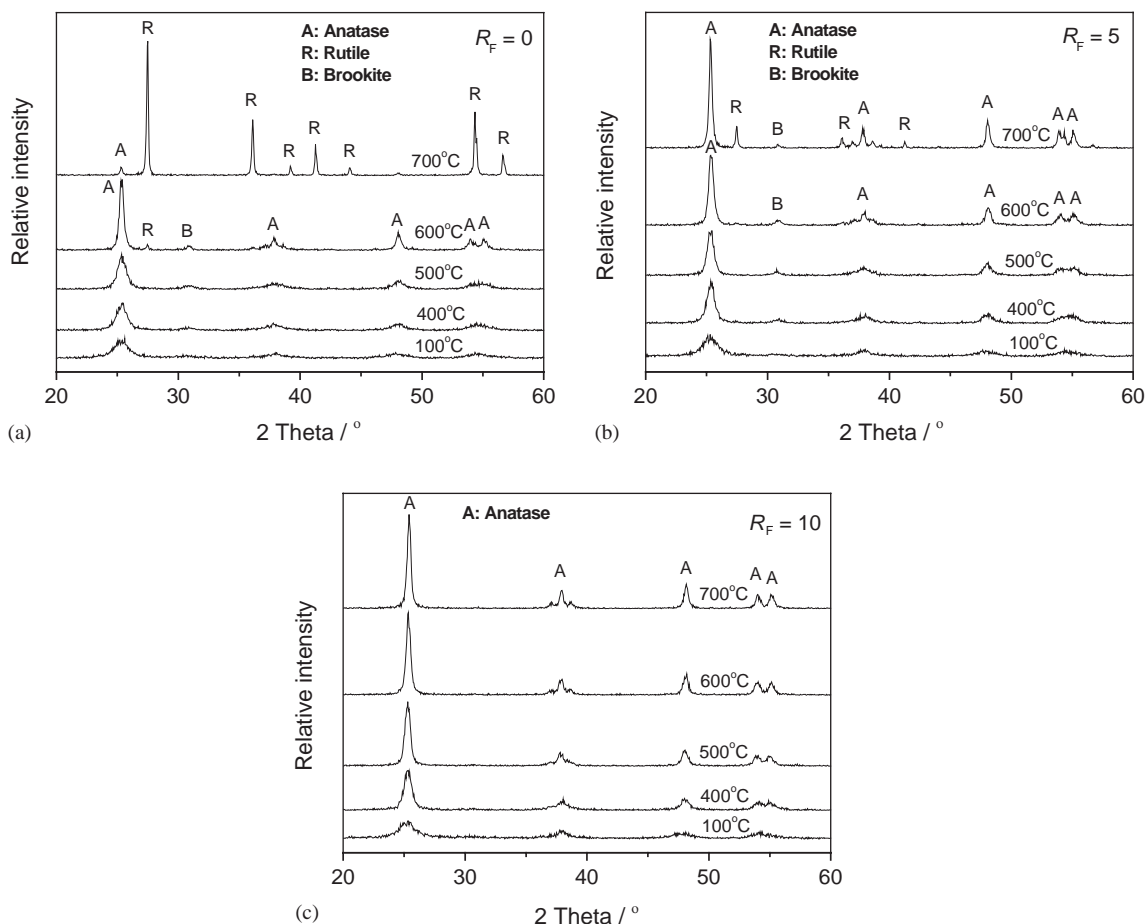 R
A: Anatase
R: Rutile
B: Brookite
R_F = 0
R
R
R
R
R
R
A
700°C
A
R
B
A
A
A A
600°C
500°C
400°C
100°C
20 30 40 50 60
2 Theta / °
Relative intensity
(a)
A
A: Anatase
R: Rutile
B: Brookite
R_F = 5
R
B
R
A
R
A
A A
700°C
A
B
A
A
A A
600°C
500°C
400°C
100°C
20 30 40 50 60
2 Theta / °
Relative intensity
(b)
A
A: Anatase
R_F = 10
A
A
A A
700°C
600°C
500°C
400°C
100°C
20 30 40 50 60
2 Theta / °
Relative intensity
(c)